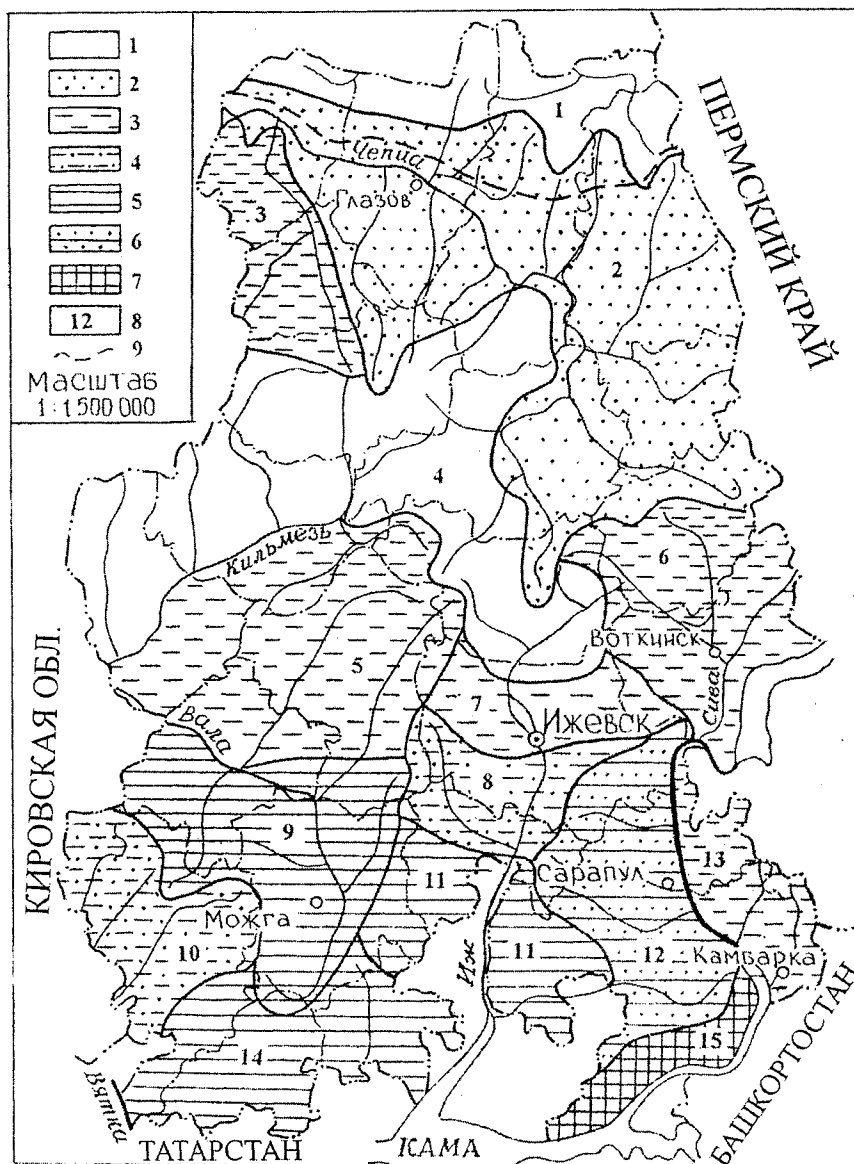 1
2
3
4
5
6
7
12 8
9
Масштаб
1:1 500 000
ПЕРМСКИЙ КРАЙ
1
Чепца
Глазов
3
2
4
Кильмезь
6
Воткинск
Сива
КИРОВСКАЯ ОБЛ.
5
Вала
7
Ижевск
8
9
13
11
Сарапул
Можга
10
11
12
Камбарка
Иж
14
15
Вятка
ТАТАРСТАН
КАМА
БАШКОРТОСТАН